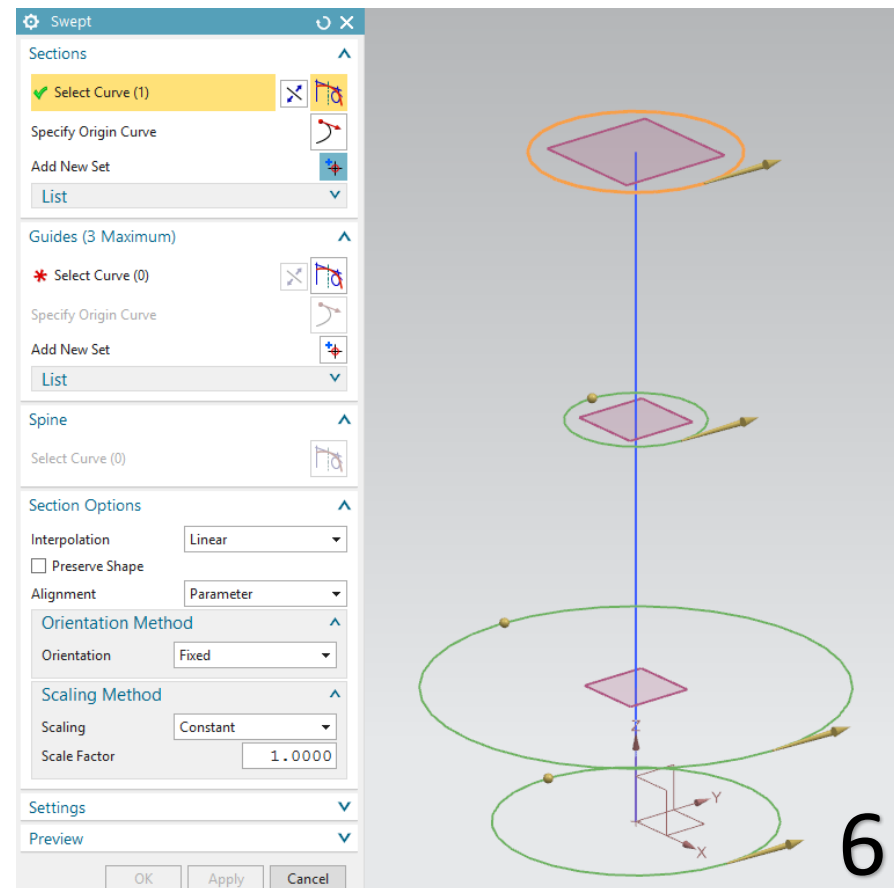 Swept
Sections
Select Curve (1)
Specify Origin Curve
Add New Set
List
Guides (3 Maximum)
Select Curve (0)
Specify Origin Curve
Add New Set
List
Spine
Select Curve (0)
Section Options
Interpolation Linear
Preserve Shape
Alignment Parameter
Orientation Method
Orientation Fixed
Scaling Method
Scaling Constant
Scale Factor 1.0000
Settings
Preview
OK Apply Cancel
Z
Y
X
6